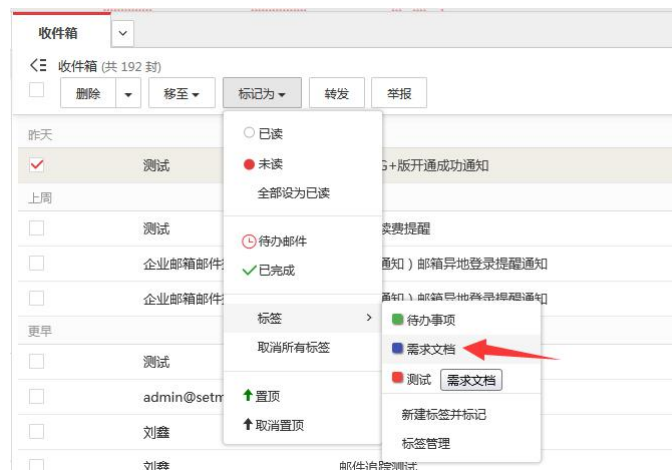 收件箱
收件箱 (共 192 封)
删除 移至 标记为 转发 举报
昨天
已读
测试 未读 G+版开通成功通知
上周
全部设为已读
测试 续费提醒
待办邮件
企业邮箱邮件 通知）邮箱异地登录提醒通知
已完成
企业邮箱邮件 通知）邮箱异地登录提醒通知
标签 待办事项
更早
取消所有标签 需求文档
测试 测试 需求文档
置顶
admin@setm 新建标签并标记
取消置顶
刘鑫 标签管理
刘鑫 邮件追踪测试